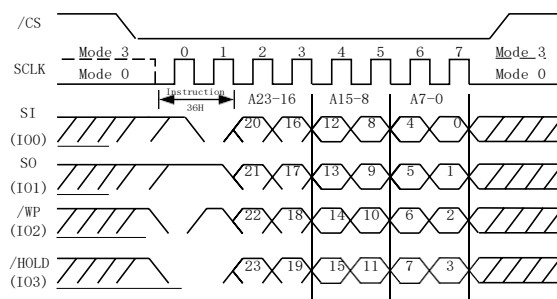 /CS
Mode 3 0 1 2 3 4 5 6 7 Mode 3
SCLK Mode 0 Mode 0
Instruction A23-16 A15-8 A7-0
36H
SI
(IO0) 20 16 12 8 4 0
SO
(IO1) 21 17 13 9 5 1
/WP
(IO2) 22 18 14 10 6 2
/HOLD
(IO3) 23 19 15 11 7 3